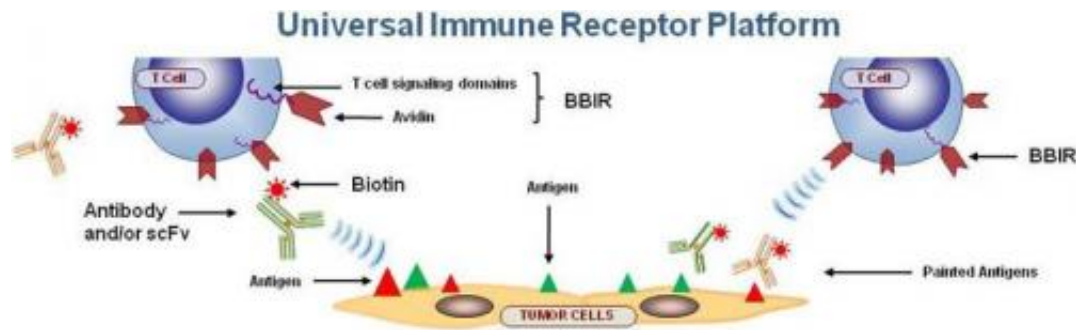 Universal Immune Receptor Platform
T Cell
T cell signaling domains
BBIR
Avidin
T Cell
BBIR
Biotin
Antigen
Antibody
and/or scFv
Antigen
Painted Antigens
TUMOR CELLS